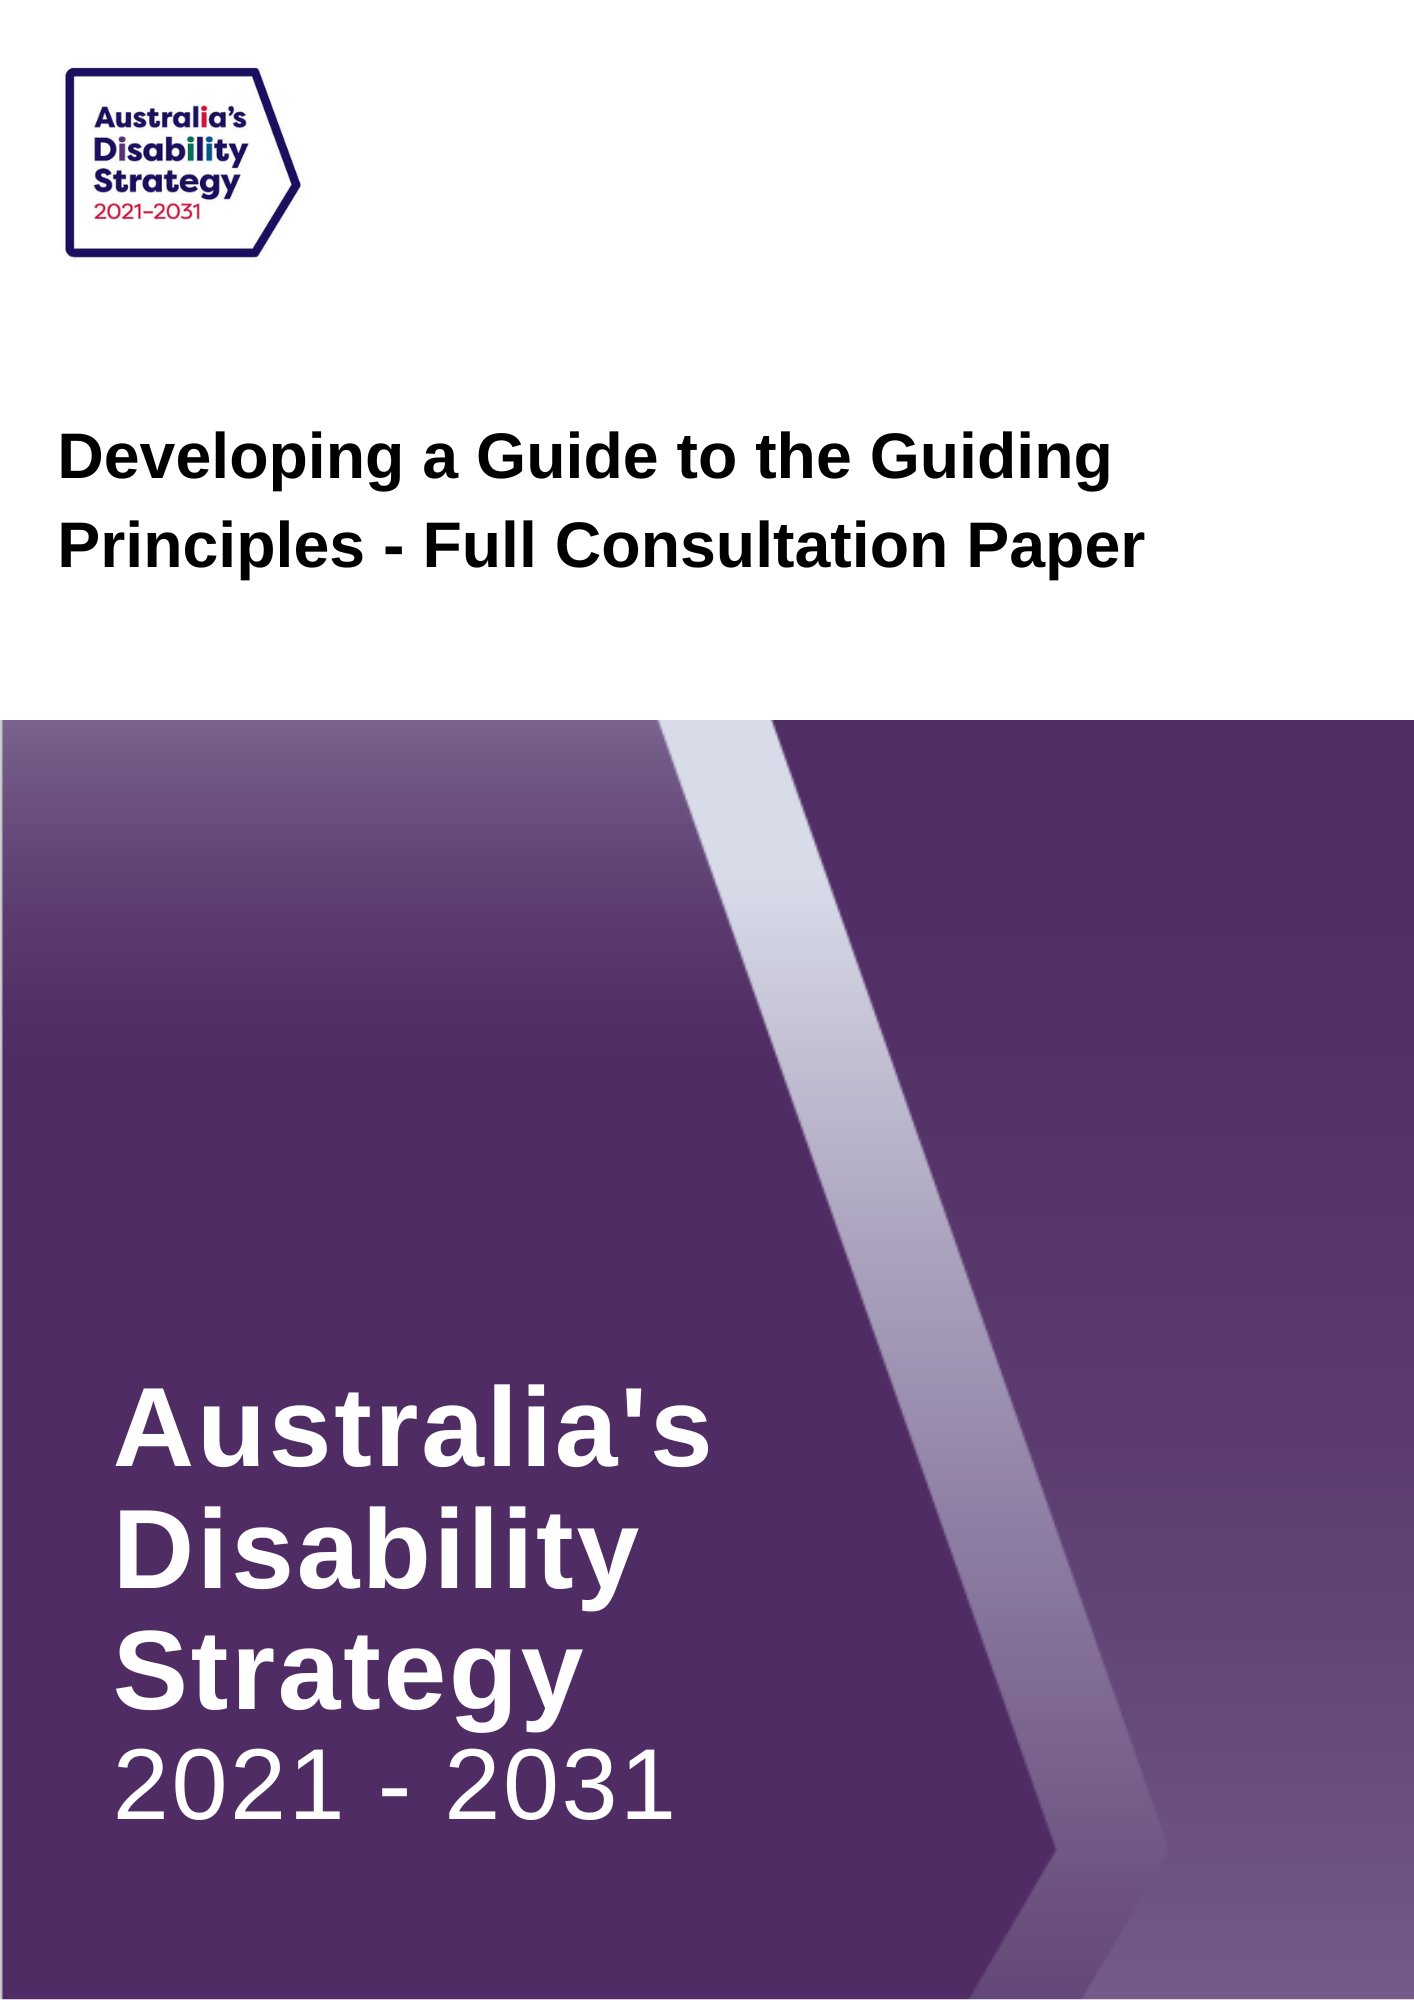 Australia’s
Disability
Strategy
2021–2031
Developing a Guide to the Guiding
Principles - Full Consultation Paper
Australia's
Disability
Strategy
2021 - 2031